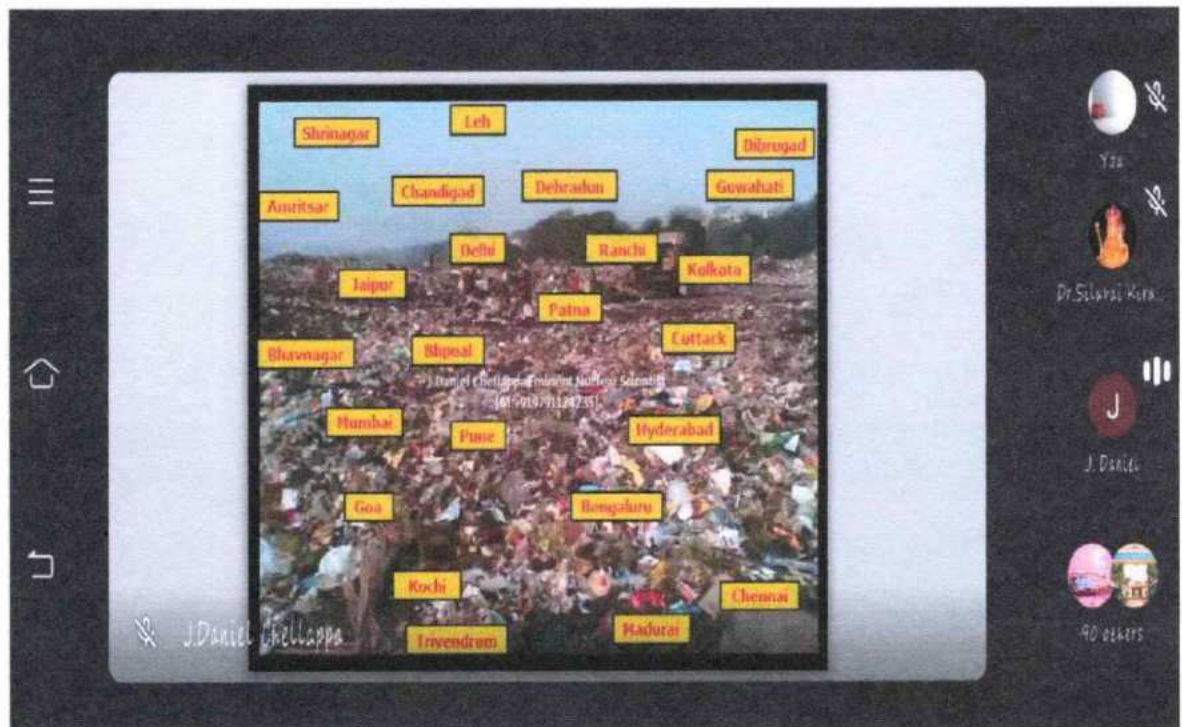 Leh
Shrinagar
Dibrugad
Chandigad
Dehradun
Guwahati
Amritsar
Delhi
Ranchi
Kolkata
Jaipur
Patna
Cuttack
Bhavnagar
Bhpoal
J Daniel Chellappa Eminent Nuclear Scientist
Mumbai
Pune
Hyderabad
Goa
Bengaluru
Kochi
Chennai
Trivendrum
Madurai
J.Daniel Chellappa
You
J
J. Daniel
90 others